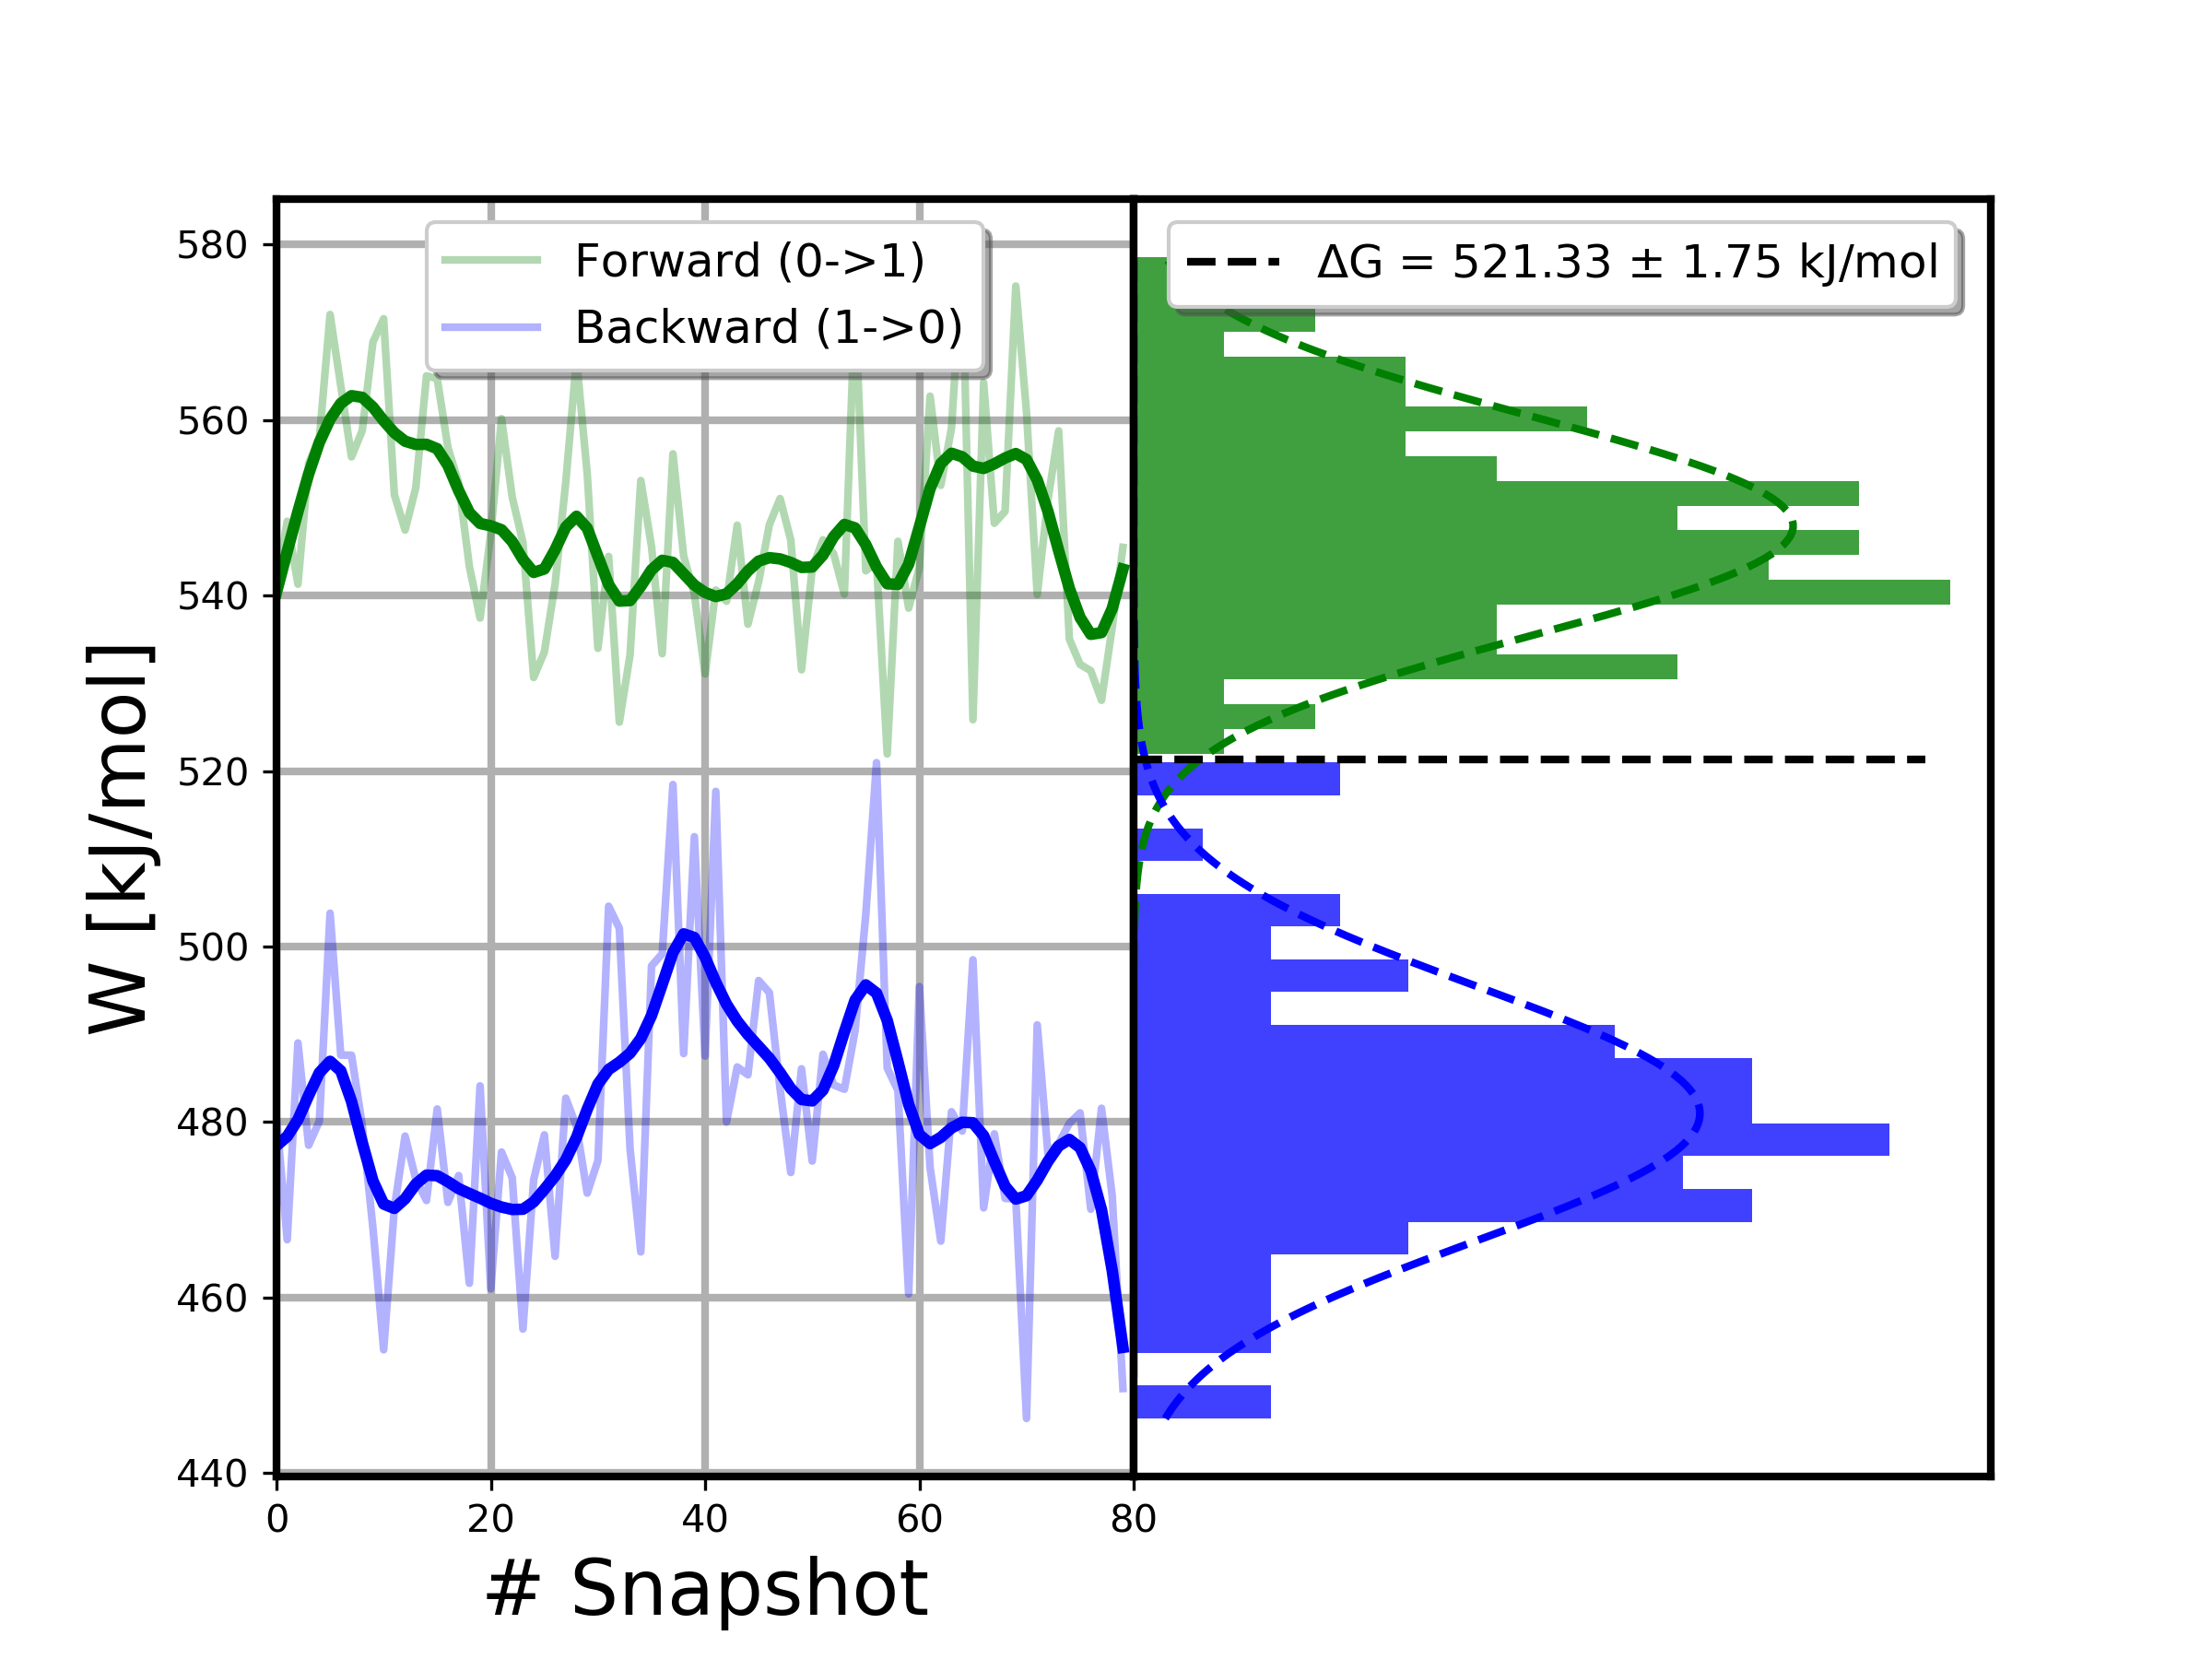 580
560
540
520
500
480
460
440
W [kJ/mol]
Forward (0->1)
Backward (1->0)
ΔG = 521.33 ± 1.75 kJ/mol
0 20 40 60 80
# Snapshot